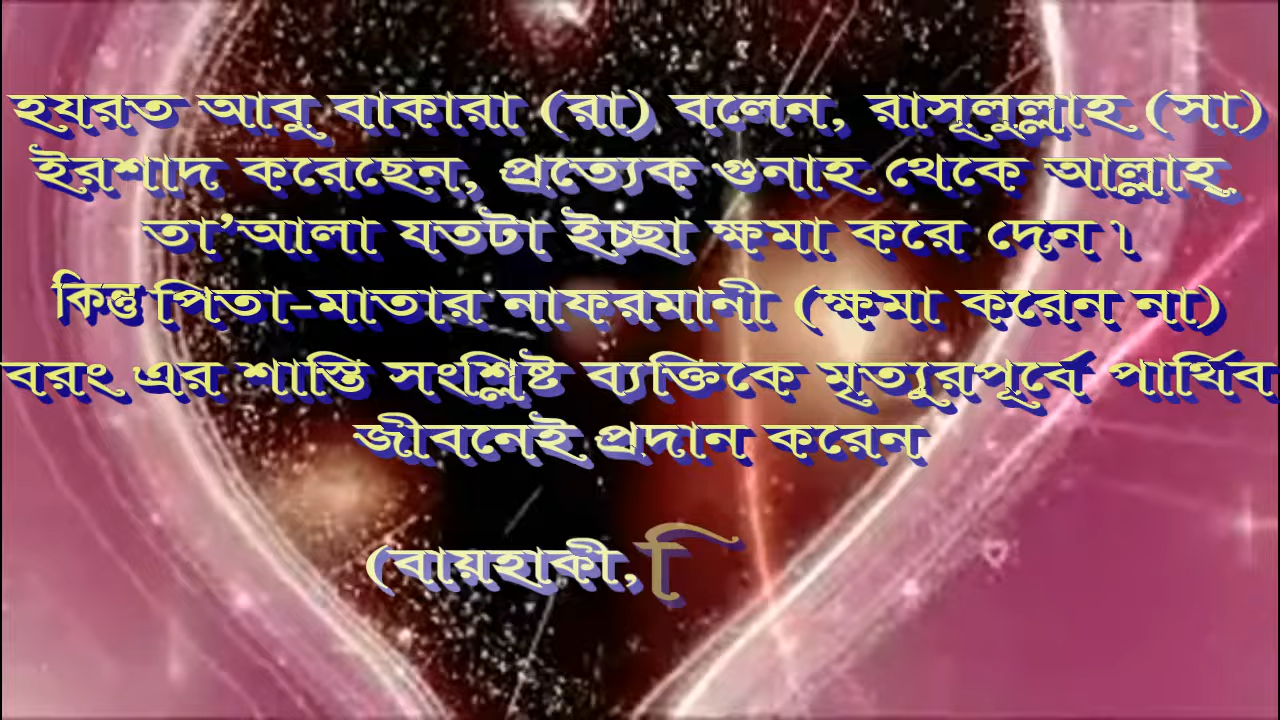 হযরত আবু বাকারা (রা) বলেন, রাসূলুল্লাহ (সা)
ইরশাদ করেছেন, প্রত্যেক গুনাহ থেকে আল্লাহ্
তা’আলা যতটা ইচ্ছা ক্ষমা করে দেন।
কিন্তু পিতা-মাতার নাফরমানী (ক্ষমা করেন না)
বরং এর শাস্তি সংশ্লিষ্ট ব্যক্তিকে মৃত্যুরপূর্বে পার্থিব
জীবনেই প্রদান করেন
(বায়হাকী,